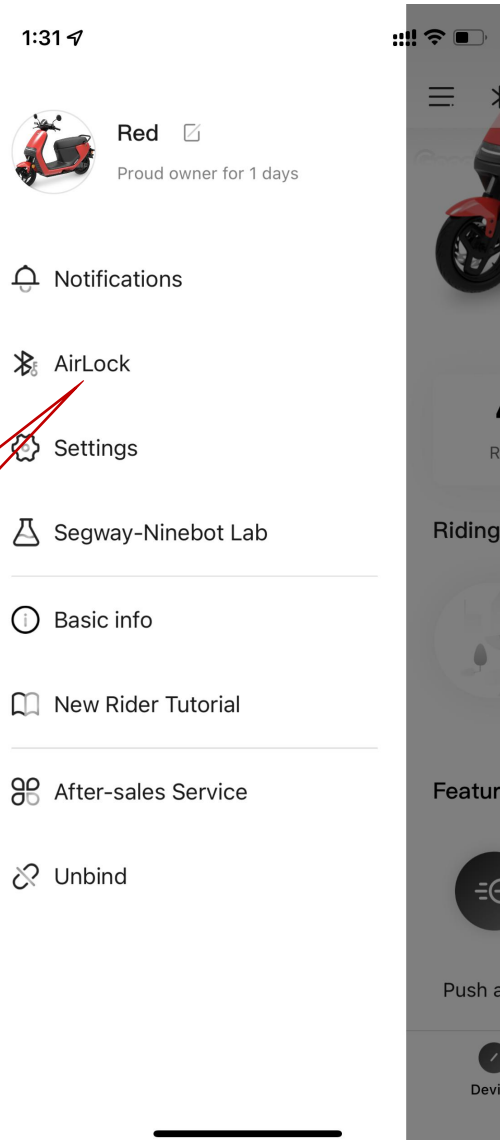 1:31
Red
Proud owner for 1 days
Notifications
AirLock
Settings
Segway-Ninebot Lab
Basic info
New Rider Tutorial
After-sales Service
Unbind
R
Riding
Featur
Push a
Devi